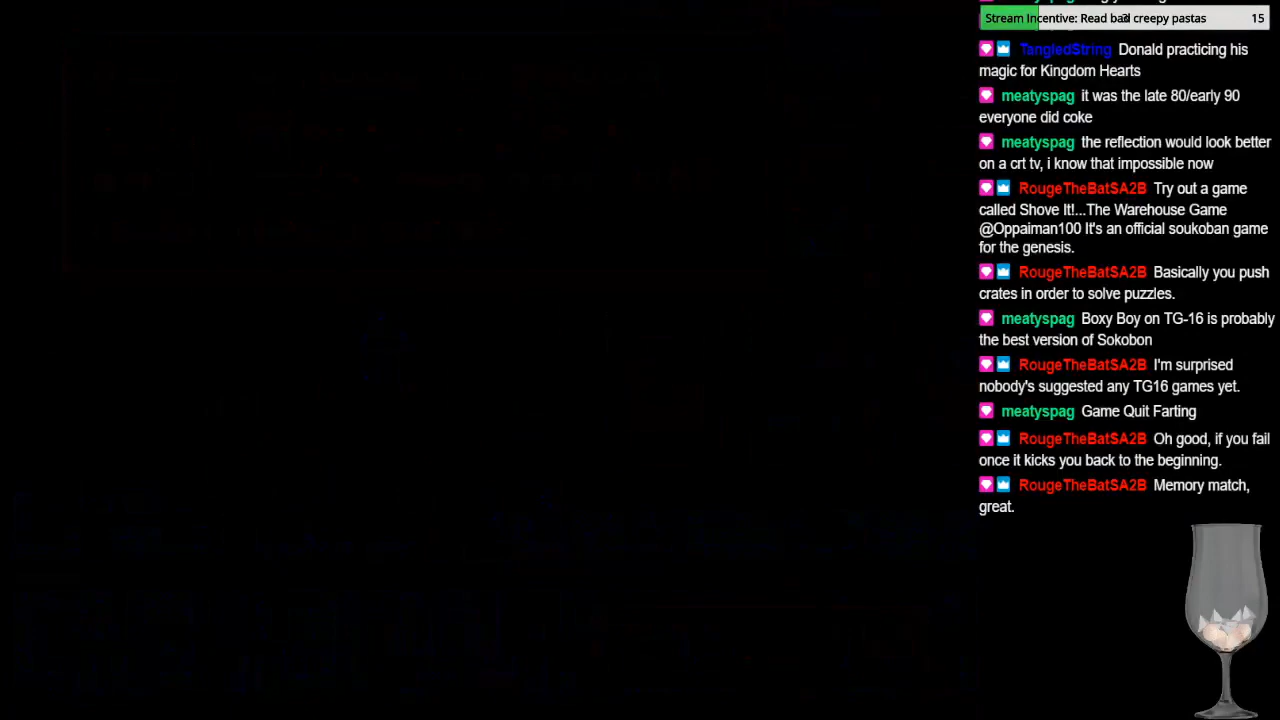 Stream Incentive: Read bad creepy pastas 15
TangledString Donald practicing his
magic for Kingdom Hearts
meatyspag it was the late 80/early 90
everyone did coke
meatyspag the reflection would look better
on a crt tv, i know that impossible now
RougeTheBatSA2B Try out a game
called Shove It!...The Warehouse Game
@Oppaiman100 It's an official soukoban game
for the genesis.
RougeTheBatSA2B Basically you push
crates in order to solve puzzles.
meatyspag Boxy Boy on TG-16 is probably
the best version of Sokobon
RougeTheBatSA2B I'm surprised
nobody's suggested any TG16 games yet.
meatyspag Game Quit Farting
RougeTheBatSA2B Oh good, if you fail
once it kicks you back to the beginning.
RougeTheBatSA2B Memory match,
great.